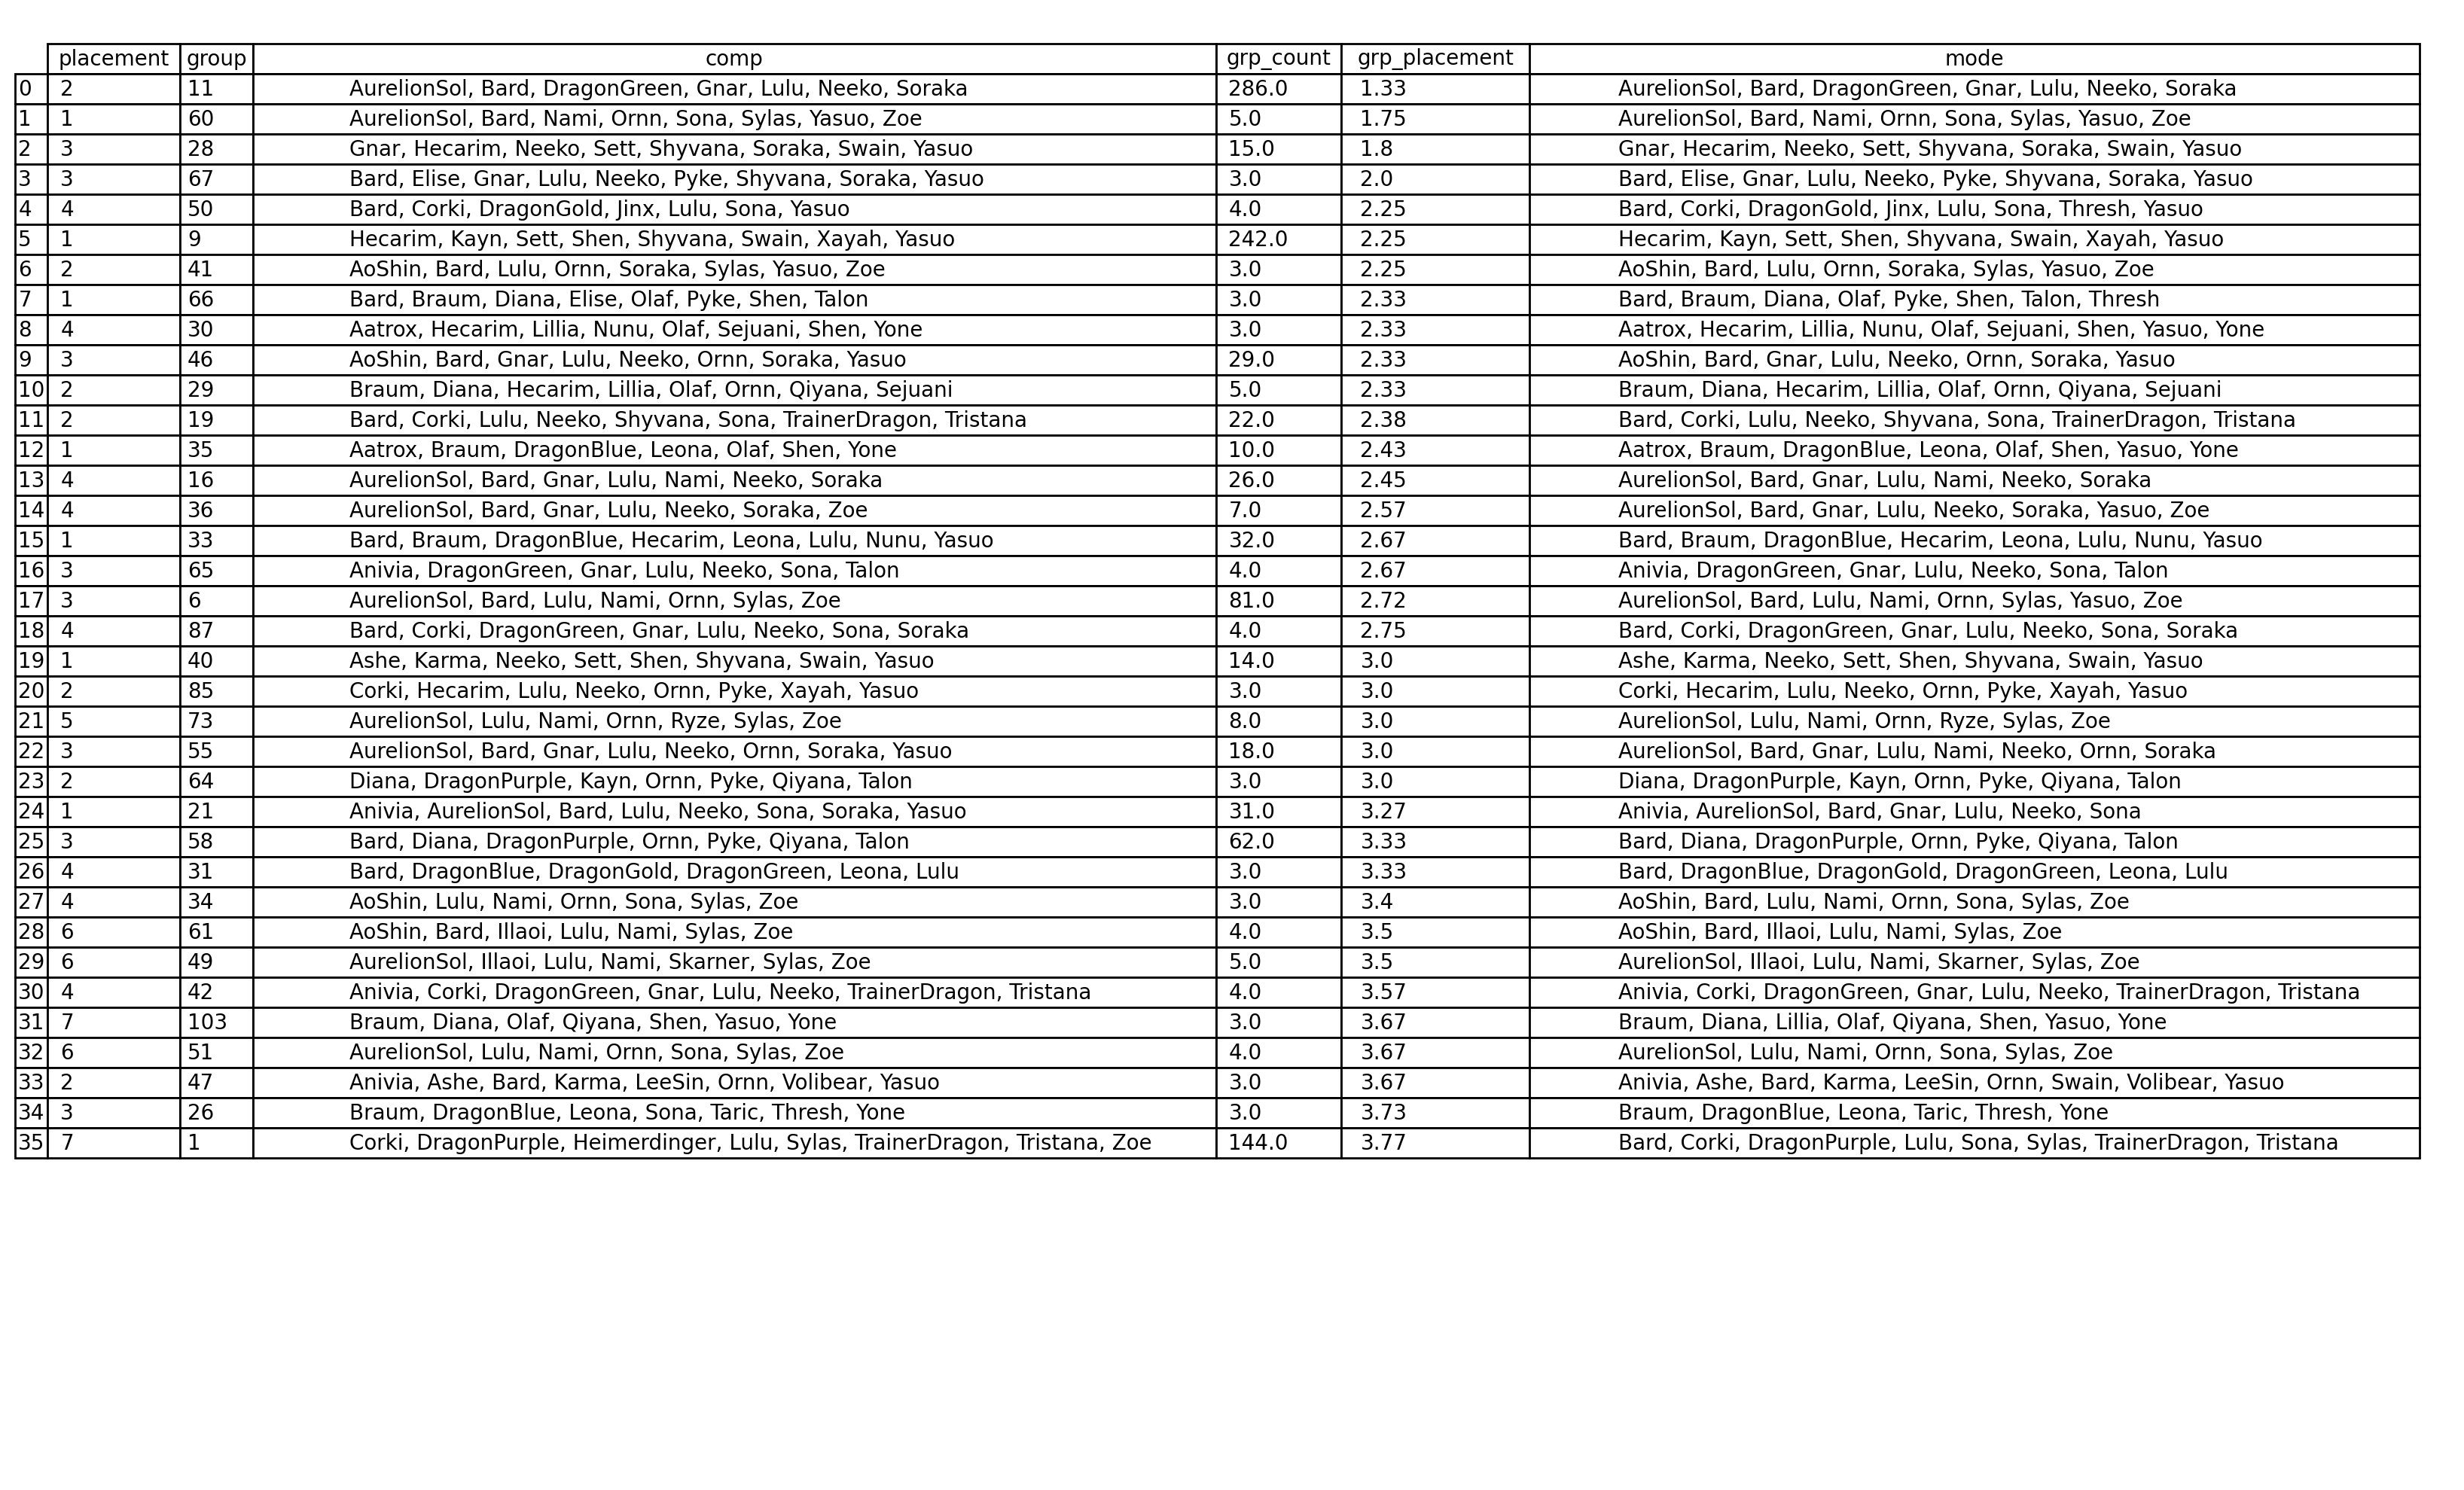 placement group comp grp_count grp_placement mode
0 2 11 AurelionSol, Bard, DragonGreen, Gnar, Lulu, Neeko, Soraka 286.0 1.33 AurelionSol, Bard, DragonGreen, Gnar, Lulu, Neeko, Soraka
1 1 60 AurelionSol, Bard, Nami, Ornn, Sona, Sylas, Yasuo, Zoe 5.0 1.75 AurelionSol, Bard, Nami, Ornn, Sona, Sylas, Yasuo, Zoe
2 3 28 Gnar, Hecarim, Neeko, Sett, Shyvana, Soraka, Swain, Yasuo 15.0 1.8 Gnar, Hecarim, Neeko, Sett, Shyvana, Soraka, Swain, Yasuo
3 3 67 Bard, Elise, Gnar, Lulu, Neeko, Pyke, Shyvana, Soraka, Yasuo 3.0 2.0 Bard, Elise, Gnar, Lulu, Neeko, Pyke, Shyvana, Soraka, Yasuo
4 4 50 Bard, Corki, DragonGold, Jinx, Lulu, Sona, Yasuo 4.0 2.25 Bard, Corki, DragonGold, Jinx, Lulu, Sona, Thresh, Yasuo
5 1 9 Hecarim, Kayn, Sett, Shen, Shyvana, Swain, Xayah, Yasuo 242.0 2.25 Hecarim, Kayn, Sett, Shen, Shyvana, Swain, Xayah, Yasuo
6 2 41 AoShin, Bard, Lulu, Ornn, Soraka, Sylas, Yasuo, Zoe 3.0 2.25 AoShin, Bard, Lulu, Ornn, Soraka, Sylas, Yasuo, Zoe
7 1 66 Bard, Braum, Diana, Elise, Olaf, Pyke, Shen, Talon 3.0 2.33 Bard, Braum, Diana, Olaf, Pyke, Shen, Talon, Thresh
8 4 30 Aatrox, Hecarim, Lillia, Nunu, Olaf, Sejuani, Shen, Yone 3.0 2.33 Aatrox, Hecarim, Lillia, Nunu, Olaf, Sejuani, Shen, Yasuo, Yone
9 3 46 AoShin, Bard, Gnar, Lulu, Neeko, Ornn, Soraka, Yasuo 29.0 2.33 AoShin, Bard, Gnar, Lulu, Neeko, Ornn, Soraka, Yasuo
10 2 29 Braum, Diana, Hecarim, Lillia, Olaf, Ornn, Qiyana, Sejuani 5.0 2.33 Braum, Diana, Hecarim, Lillia, Olaf, Ornn, Qiyana, Sejuani
11 2 19 Bard, Corki, Lulu, Neeko, Shyvana, Sona, TrainerDragon, Tristana 22.0 2.38 Bard, Corki, Lulu, Neeko, Shyvana, Sona, TrainerDragon, Tristana
12 1 35 Aatrox, Braum, DragonBlue, Leona, Olaf, Shen, Yone 10.0 2.43 Aatrox, Braum, DragonBlue, Leona, Olaf, Shen, Yasuo, Yone
13 4 16 AurelionSol, Bard, Gnar, Lulu, Nami, Neeko, Soraka 26.0 2.45 AurelionSol, Bard, Gnar, Lulu, Nami, Neeko, Soraka
14 4 36 AurelionSol, Bard, Gnar, Lulu, Neeko, Soraka, Zoe 7.0 2.57 AurelionSol, Bard, Gnar, Lulu, Neeko, Soraka, Yasuo, Zoe
15 1 33 Bard, Braum, DragonBlue, Hecarim, Leona, Lulu, Nunu, Yasuo 32.0 2.67 Bard, Braum, DragonBlue, Hecarim, Leona, Lulu, Nunu, Yasuo
16 3 65 Anivia, DragonGreen, Gnar, Lulu, Neeko, Sona, Talon 4.0 2.67 Anivia, DragonGreen, Gnar, Lulu, Neeko, Sona, Talon
17 3 6 AurelionSol, Bard, Lulu, Nami, Ornn, Sylas, Zoe 81.0 2.72 AurelionSol, Bard, Lulu, Nami, Ornn, Sylas, Yasuo, Zoe
18 4 87 Bard, Corki, DragonGreen, Gnar, Lulu, Neeko, Sona, Soraka 4.0 2.75 Bard, Corki, DragonGreen, Gnar, Lulu, Neeko, Sona, Soraka
19 1 40 Ashe, Karma, Neeko, Sett, Shen, Shyvana, Swain, Yasuo 14.0 3.0 Ashe, Karma, Neeko, Sett, Shen, Shyvana, Swain, Yasuo
20 2 85 Corki, Hecarim, Lulu, Neeko, Ornn, Pyke, Xayah, Yasuo 3.0 3.0 Corki, Hecarim, Lulu, Neeko, Ornn, Pyke, Xayah, Yasuo
21 5 73 AurelionSol, Lulu, Nami, Ornn, Ryze, Sylas, Zoe 8.0 3.0 AurelionSol, Lulu, Nami, Ornn, Ryze, Sylas, Zoe
22 3 55 AurelionSol, Bard, Gnar, Lulu, Neeko, Ornn, Soraka, Yasuo 18.0 3.0 AurelionSol, Bard, Gnar, Lulu, Nami, Neeko, Ornn, Soraka
23 2 64 Diana, DragonPurple, Kayn, Ornn, Pyke, Qiyana, Talon 3.0 3.0 Diana, DragonPurple, Kayn, Ornn, Pyke, Qiyana, Talon
24 1 21 Anivia, AurelionSol, Bard, Lulu, Neeko, Sona, Soraka, Yasuo 31.0 3.27 Anivia, AurelionSol, Bard, Gnar, Lulu, Neeko, Sona
25 3 58 Bard, Diana, DragonPurple, Ornn, Pyke, Qiyana, Talon 62.0 3.33 Bard, Diana, DragonPurple, Ornn, Pyke, Qiyana, Talon
26 4 31 Bard, DragonBlue, DragonGold, DragonGreen, Leona, Lulu 3.0 3.33 Bard, DragonBlue, DragonGold, DragonGreen, Leona, Lulu
27 4 34 AoShin, Lulu, Nami, Ornn, Sona, Sylas, Zoe 3.0 3.4 AoShin, Bard, Lulu, Nami, Ornn, Sona, Sylas, Zoe
28 6 61 AoShin, Bard, Illaoi, Lulu, Nami, Sylas, Zoe 4.0 3.5 AoShin, Bard, Illaoi, Lulu, Nami, Sylas, Zoe
29 6 49 AurelionSol, Illaoi, Lulu, Nami, Skarner, Sylas, Zoe 5.0 3.5 AurelionSol, Illaoi, Lulu, Nami, Skarner, Sylas, Zoe
30 4 42 Anivia, Corki, DragonGreen, Gnar, Lulu, Neeko, TrainerDragon, Tristana 4.0 3.57 Anivia, Corki, DragonGreen, Gnar, Lulu, Neeko, TrainerDragon, Tristana
31 7 103 Braum, Diana, Olaf, Qiyana, Shen, Yasuo, Yone 3.0 3.67 Braum, Diana, Lillia, Olaf, Qiyana, Shen, Yasuo, Yone
32 6 51 AurelionSol, Lulu, Nami, Ornn, Sona, Sylas, Zoe 4.0 3.67 AurelionSol, Lulu, Nami, Ornn, Sona, Sylas, Zoe
33 2 47 Anivia, Ashe, Bard, Karma, LeeSin, Ornn, Volibear, Yasuo 3.0 3.67 Anivia, Ashe, Bard, Karma, LeeSin, Ornn, Swain, Volibear, Yasuo
34 3 26 Braum, DragonBlue, Leona, Sona, Taric, Thresh, Yone 3.0 3.73 Braum, DragonBlue, Leona, Taric, Thresh, Yone
35 7 1 Corki, DragonPurple, Heimerdinger, Lulu, Sylas, TrainerDragon, Tristana, Zoe 144.0 3.77 Bard, Corki, DragonPurple, Lulu, Sona, Sylas, TrainerDragon, Tristana